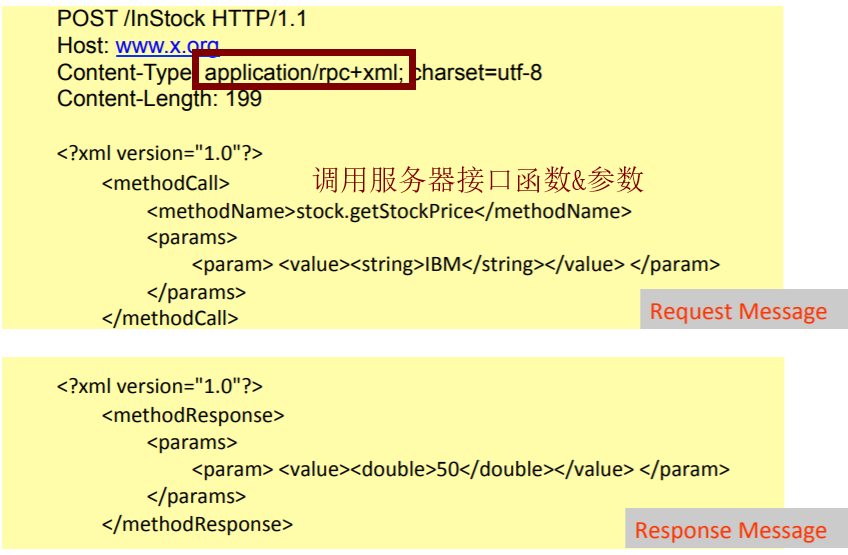 POST /InStock HTTP/1.1
Host: www.x.org
Content-Type: application/rpc+xml; charset=utf-8
Content-Length: 199
<?xml version="1.0"?>
<methodCall> 调用服务器接口函数&参数
<methodName>stock.getStockPrice</methodName>
<params>
<param> <value><string>IBM</string></value> </param>
</params>
</methodCall>
Request Message
<?xml version="1.0"?>
<methodResponse>
<params>
<param> <value><double>50</double></value> </param>
</params>
</methodResponse>
Response Message